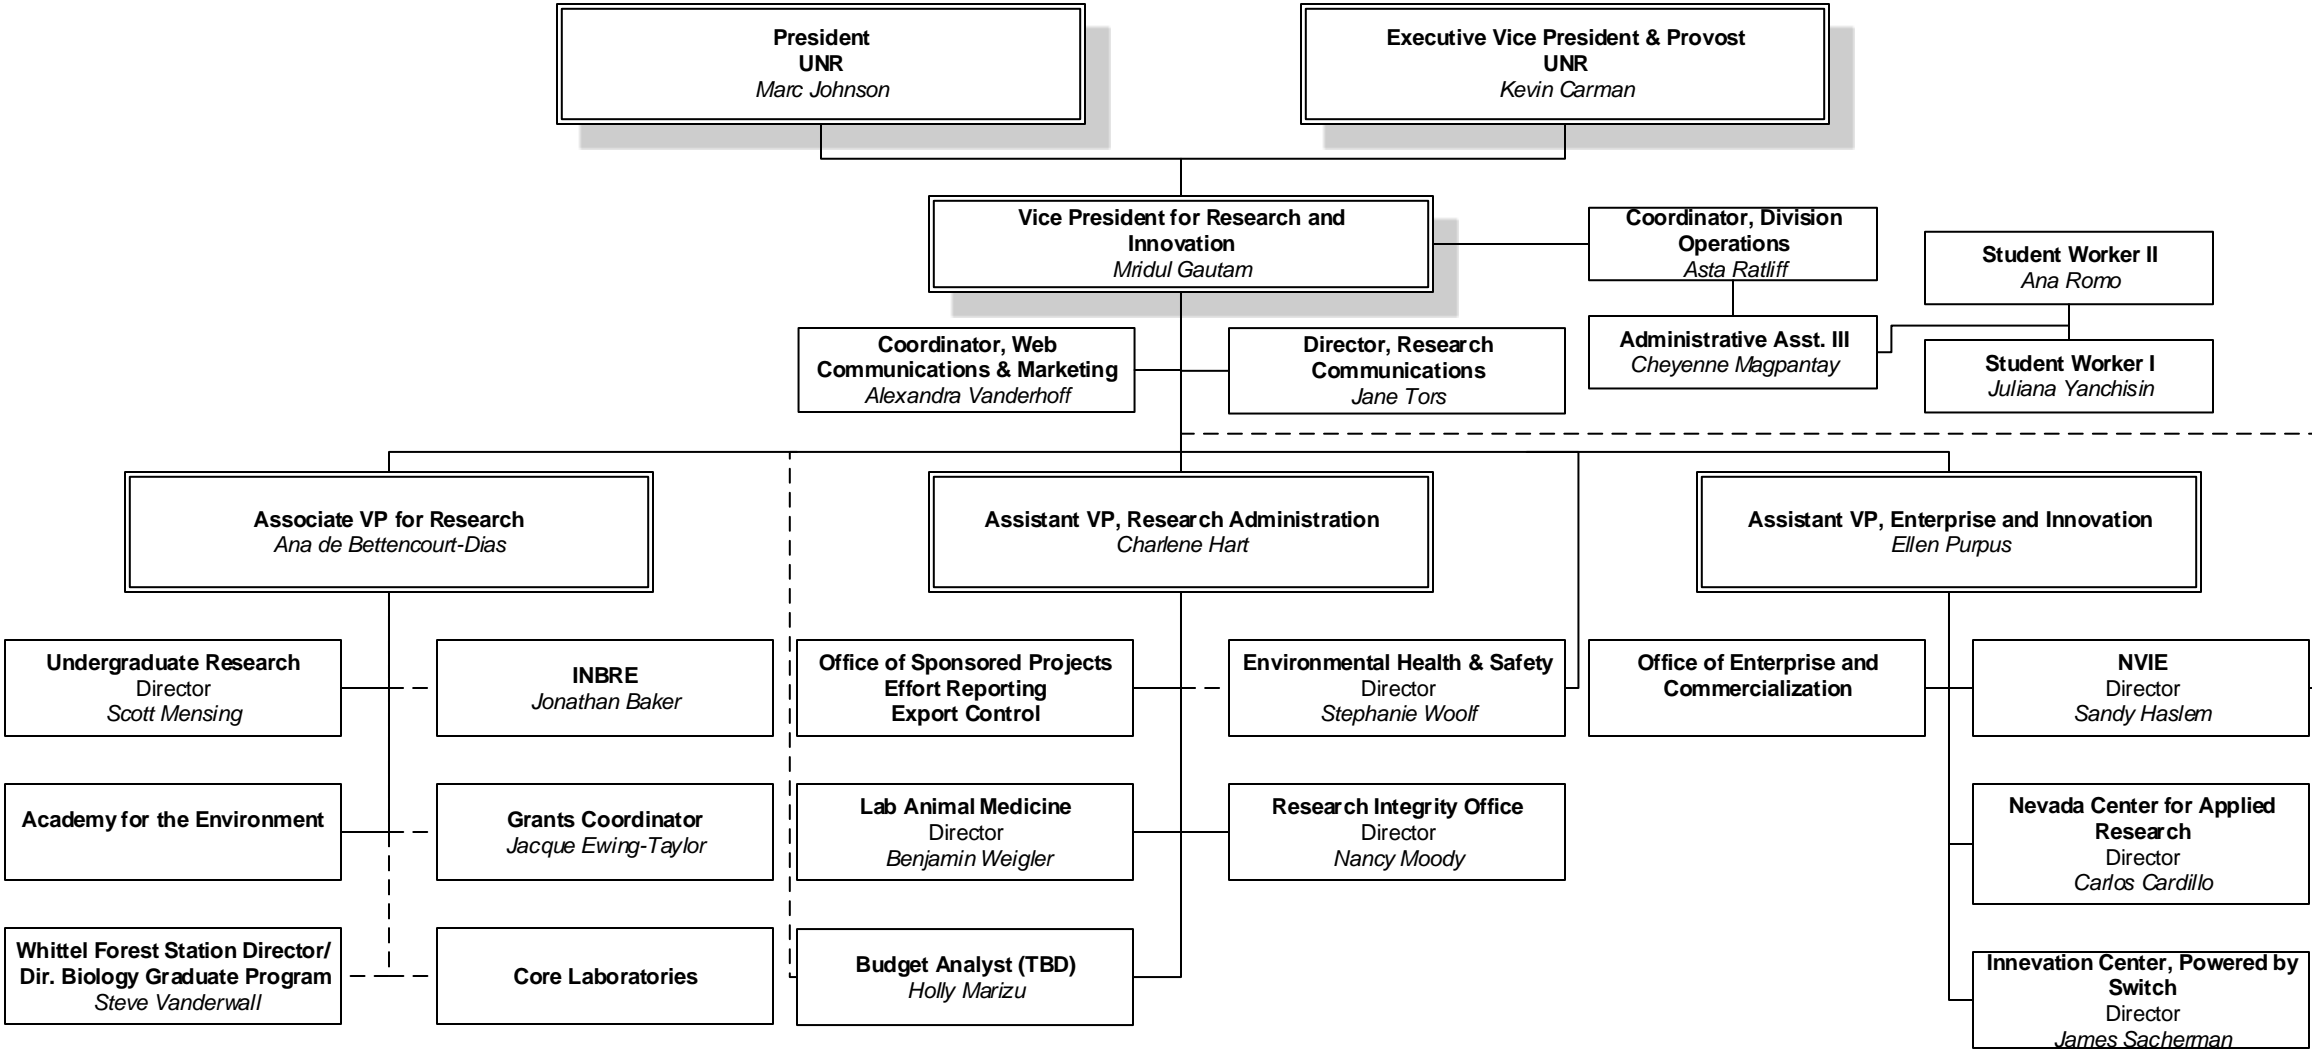 President
UNR
Marc Johnson
Executive Vice President & Provost
UNR
Kevin Carman
Vice President for Research and
Innovation
Mridul Gautam
Coordinator, Division
Operations
Asta Ratliff
Student Worker II
Ana Romo
Administrative Asst. III
Cheyenne Magpantay
Student Worker I
Juliana Yanchisin
Coordinator, Web
Communications & Marketing
Alexandra Vanderhoff
Director, Research
Communications
Jane Tors
Associate VP for Research
Ana de Bettencourt-Dias
Assistant VP, Research Administration
Charlene Hart
Assistant VP, Enterprise and Innovation
Ellen Purpus
Undergraduate Research
Director
Scott Mensing
INBRE
Jonathan Baker
Office of Sponsored Projects
Effort Reporting
Export Control
Environmental Health & Safety
Director
Stephanie Woolf
Office of Enterprise and
Commercialization
NVIE
Director
Sandy Haslem
Academy for the Environment
Grants Coordinator
Jacque Ewing-Taylor
Lab Animal Medicine
Director
Benjamin Weigler
Research Integrity Office
Director
Nancy Moody
Nevada Center for Applied
Research
Director
Carlos Cardillo
Whittel Forest Station Director/
Dir. Biology Graduate Program
Steve Vanderwall
Core Laboratories
Budget Analyst (TBD)
Holly Marizu
Innevation Center, Powered by
Switch
Director
James Sacherman